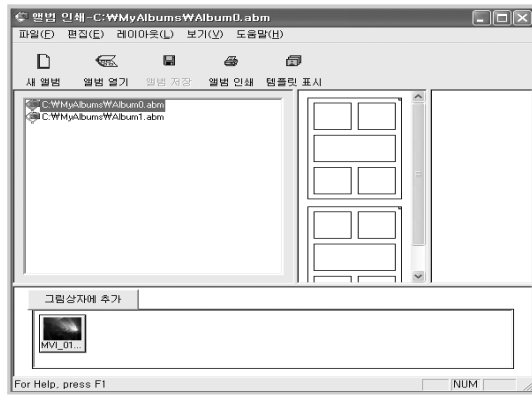 앨범 인쇄-C:₩MyAlbums₩Album0.abm
파일(F) 편집(E) 레이아웃(L) 보기(V) 도움말(H)
새 앨범 앨범 열기 앨범 저장 앨범 인쇄 템플릿 표시
C:₩MyAlbums₩Album0.abm
C:₩MyAlbums₩Album1.abm
그림상자에 추가
MVI_01...
For Help, press F1 NUM